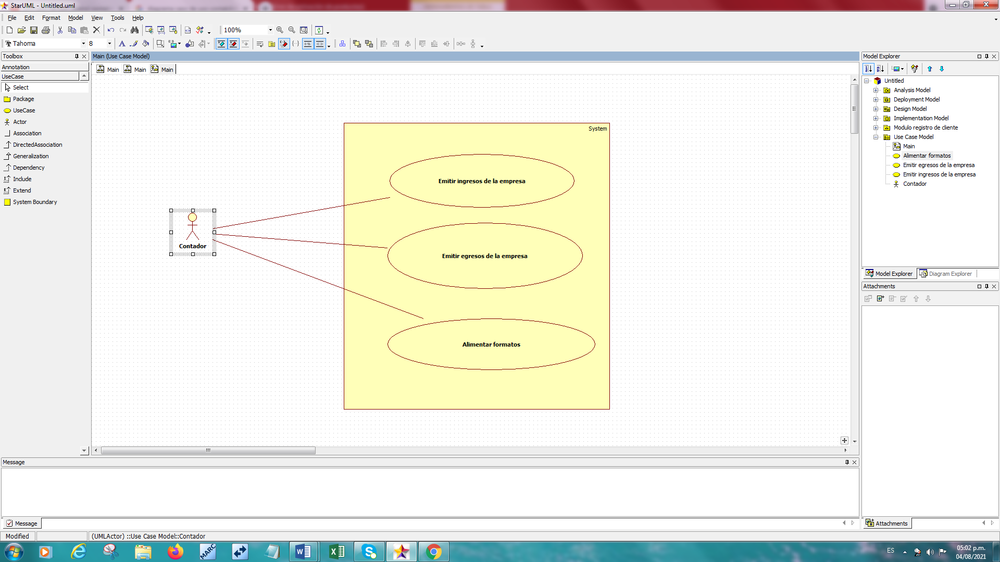 StarUML - Untitled.uml
File Edit Format Model View Tools Help
100%
Tahoma 8
Toolbox
Annotation
UseCase
Select
Package
UseCase
Actor
Association
DirectedAssociation
Generalization
Dependency
Include
Extend
System Boundary
Main (Use Case Model)
Main Main Main
System
Emitir ingresos de la empresa
Contador
Emitir egresos de la empresa
Alimentar formatos
Model Explorer
Untitled
Analysis Model
Deployment Model
Design Model
Implementation Model
Modulo registro de cliente
Use Case Model
Main
Alimentar formatos
Emitir egresos de la empresa
Emitir ingresos de la empresa
Contador
Model Explorer Diagram Explorer
Attachments
Message
Message
Attachments
Modified
(UMLActor) ::Use Case Model::Contador
MARC
ES
05:02 p.m.
04/08/2021